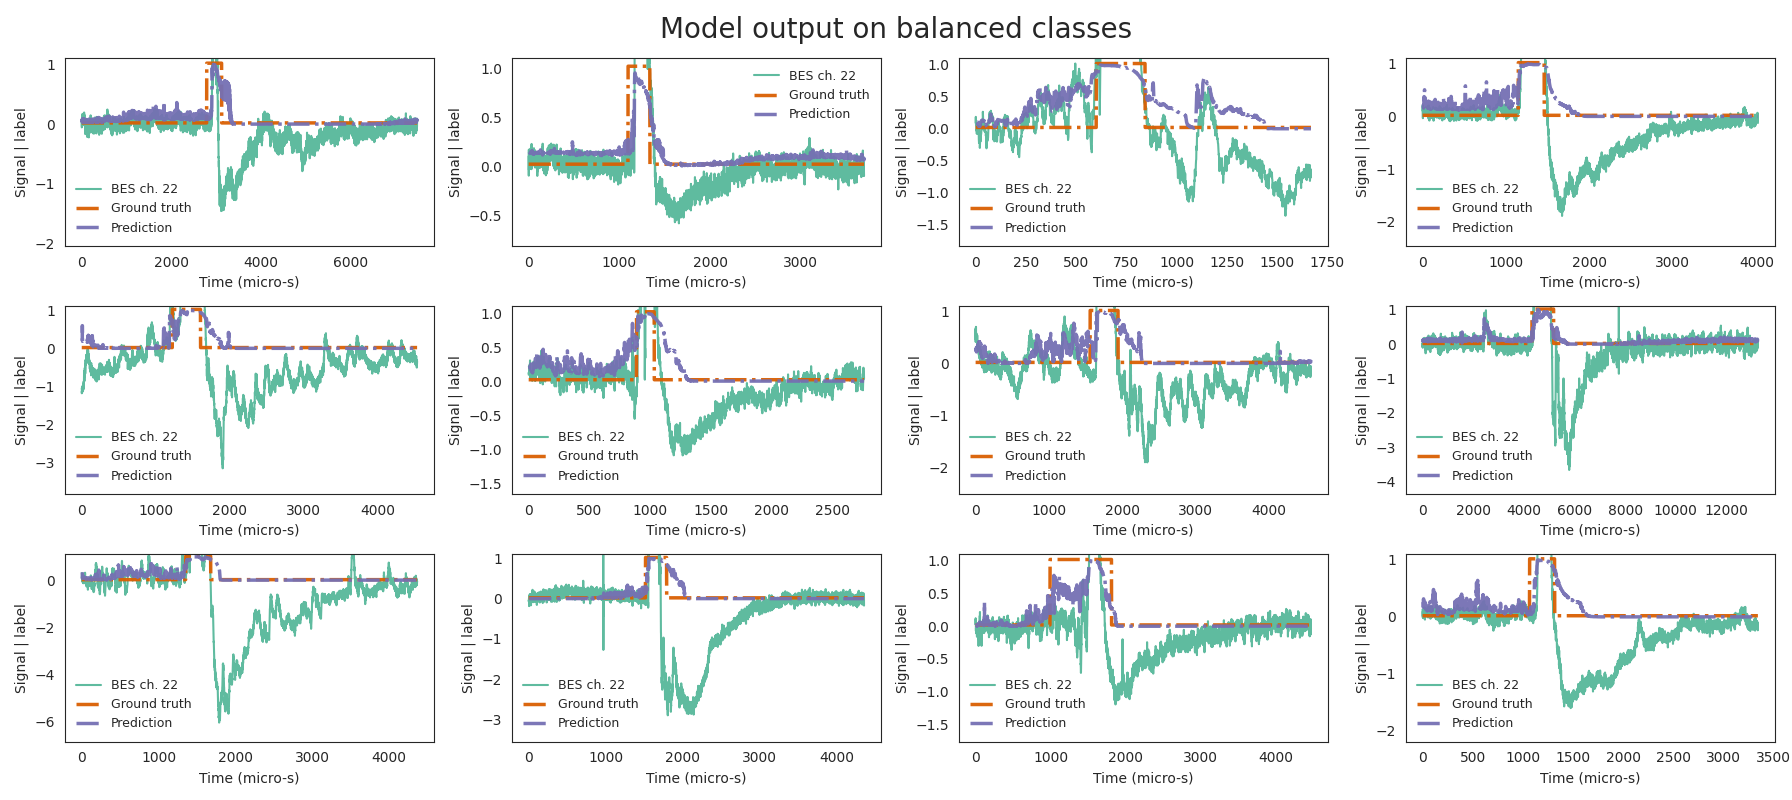 Model output on balanced classes
Signal | label
1
0
−1
−2
BES ch. 22
Ground truth
Prediction
0 2000 4000 6000
Time (micro-s)
Signal | label
1.0
0.5
0.0
−0.5
BES ch. 22
Ground truth
Prediction
0 1000 2000 3000
Time (micro-s)
Signal | label
1.0
0.5
0.0
−0.5
−1.0
−1.5
BES ch. 22
Ground truth
Prediction
0 250 500 750 1000 1250 1500 1750
Time (micro-s)
Signal | label
1
0
−1
−2
BES ch. 22
Ground truth
Prediction
0 1000 2000 3000 4000
Time (micro-s)
Signal | label
1
0
−1
−2
−3
BES ch. 22
Ground truth
Prediction
0 1000 2000 3000 4000
Time (micro-s)
Signal | label
1.0
0.5
0.0
−0.5
−1.0
−1.5
BES ch. 22
Ground truth
Prediction
0 500 1000 1500 2000 2500
Time (micro-s)
Signal | label
1
0
−1
−2
BES ch. 22
Ground truth
Prediction
0 1000 2000 3000 4000
Time (micro-s)
Signal | label
1
0
−1
−2
−3
−4
BES ch. 22
Ground truth
Prediction
0 2000 4000 6000 8000 10000 12000
Time (micro-s)
Signal | label
0
−2
−4
−6
BES ch. 22
Ground truth
Prediction
0 1000 2000 3000 4000
Time (micro-s)
Signal | label
1
0
−1
−2
−3
BES ch. 22
Ground truth
Prediction
0 1000 2000 3000 4000
Time (micro-s)
Signal | label
1.0
0.5
0.0
−0.5
−1.0
−1.5
BES ch. 22
Ground truth
Prediction
0 1000 2000 3000 4000
Time (micro-s)
Signal | label
1
0
−1
−2
BES ch. 22
Ground truth
Prediction
0 500 1000 1500 2000 2500 3000 3500
Time (micro-s)